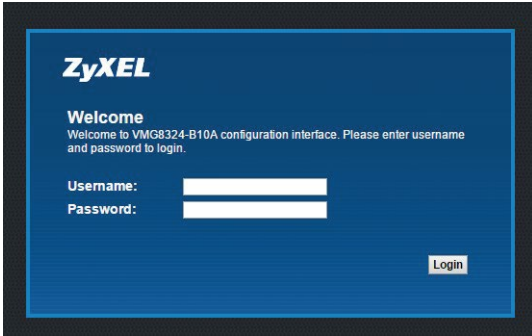 ZyXEL
Welcome
Welcome to VMG8324-B10A configuration interface. Please enter username
and password to login.
Username:
Password:
Login